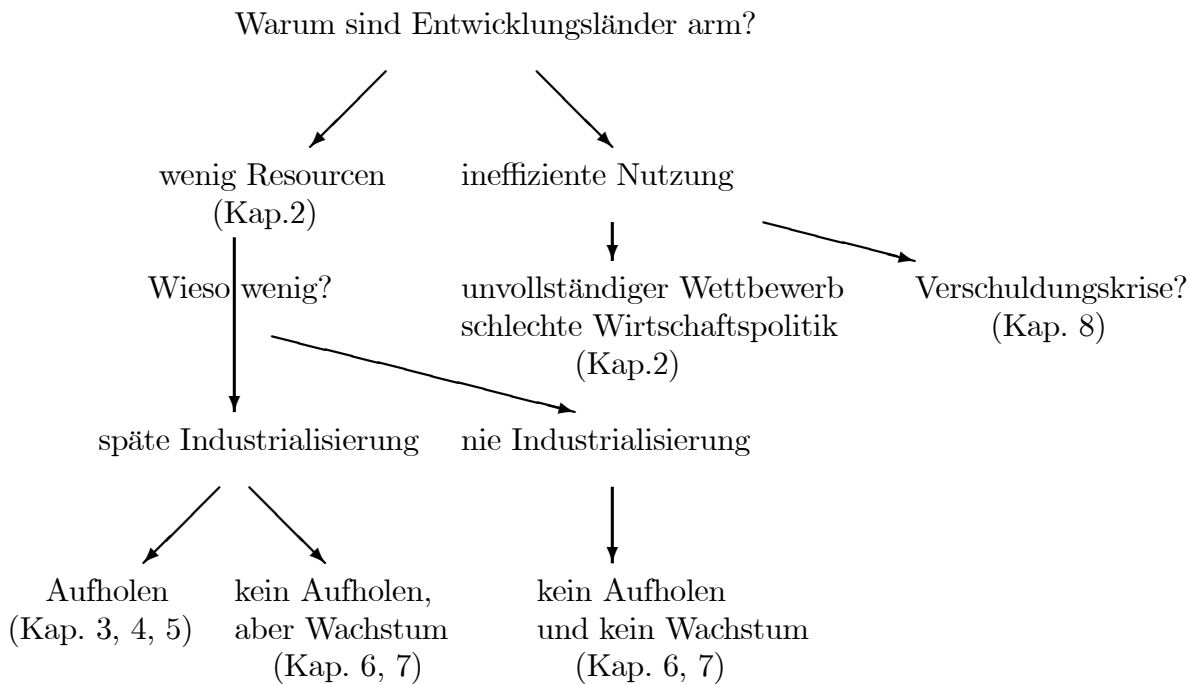 Warum sind Entwicklungsländer arm?
wenig Resourcen
(Kap.2)
ineffiziente Nutzung
Wieso wenig?
unvollständiger Wettbewerb
schlechte Wirtschaftspolitik
(Kap.2)
Verschuldungskrise?
(Kap. 8)
späte Industrialisierung
nie Industrialisierung
Aufholen
(Kap. 3, 4, 5)
kein Aufholen,
aber Wachstum
(Kap. 6, 7)
kein Aufholen
und kein Wachstum
(Kap. 6, 7)